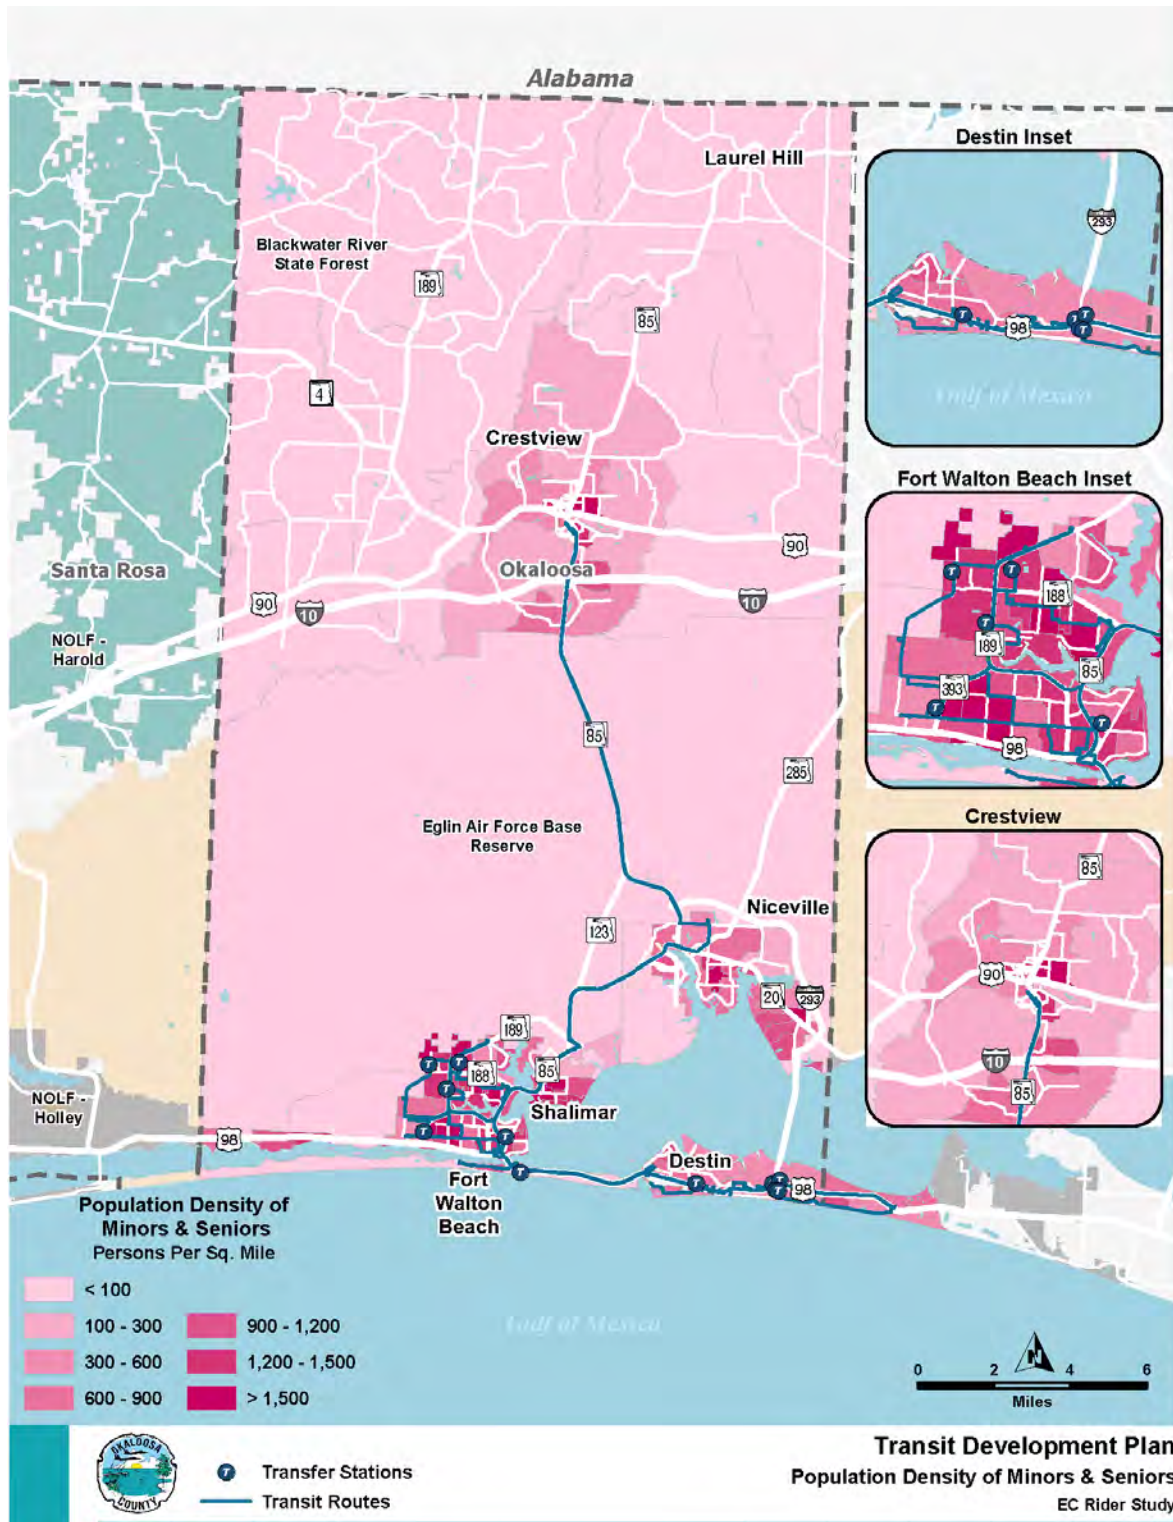 Alabama
Laurel Hill
Blackwater River
State Forest
189
85
4
Crestview
90
Okaloosa
Santa Rosa
90
10
10
NOLF -
Harold
85
285
Eglin Air Force Base
Reserve
Niceville
123
20
293
189
188
85
Shalimar
NOLF -
Holley
98
Destin
98
Fort
Walton
Beach
Gulf of Mexico
Destin Inset
293
98
Gulf of Mexico
Fort Walton Beach Inset
188
189
85
393
98
Crestview
85
90
10
85
Population Density of
Minors & Seniors
Persons Per Sq. Mile
< 100
100 - 300
300 - 600
600 - 900
900 - 1,200
1,200 - 1,500
> 1,500
N
0 2 4 6
Miles
OKALOOSA
COUNTY
T Transfer Stations
Transit Routes
Transit Development Plan
Population Density of Minors & Seniors
EC Rider Study